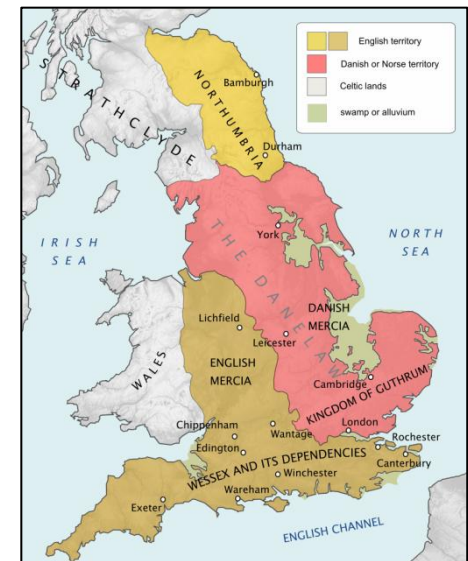 English territory
Danish or Norse territory
Celtic lands
swamp or alluvium
STRATHCLYDE
NORTHUMBRIA
Bamburgh
Durham
IRISH
SEA
NORTH
SEA
York
THE DANELAW
DANISH
MERCIA
Lichfield
Leicester
ENGLISH
MERCIA
WALES
Cambridge
KINGDOM OF GUTHRUM
Chippenham
Wantage
London
Edington
Rochester
WESSEX AND ITS DEPENDENCIES
Canterbury
Winchester
Wareham
Exeter
ENGLISH CHANNEL